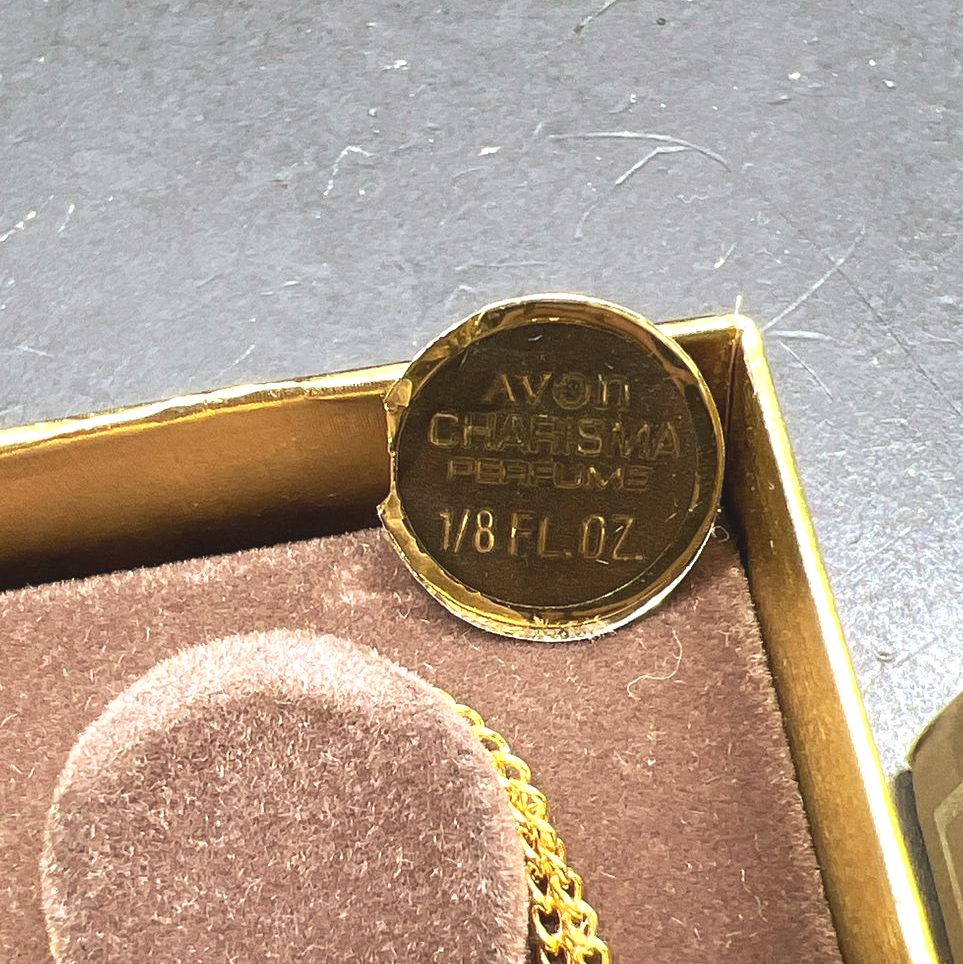 AVON
CHARISMA
PERFUME
1/8 FL. OZ.